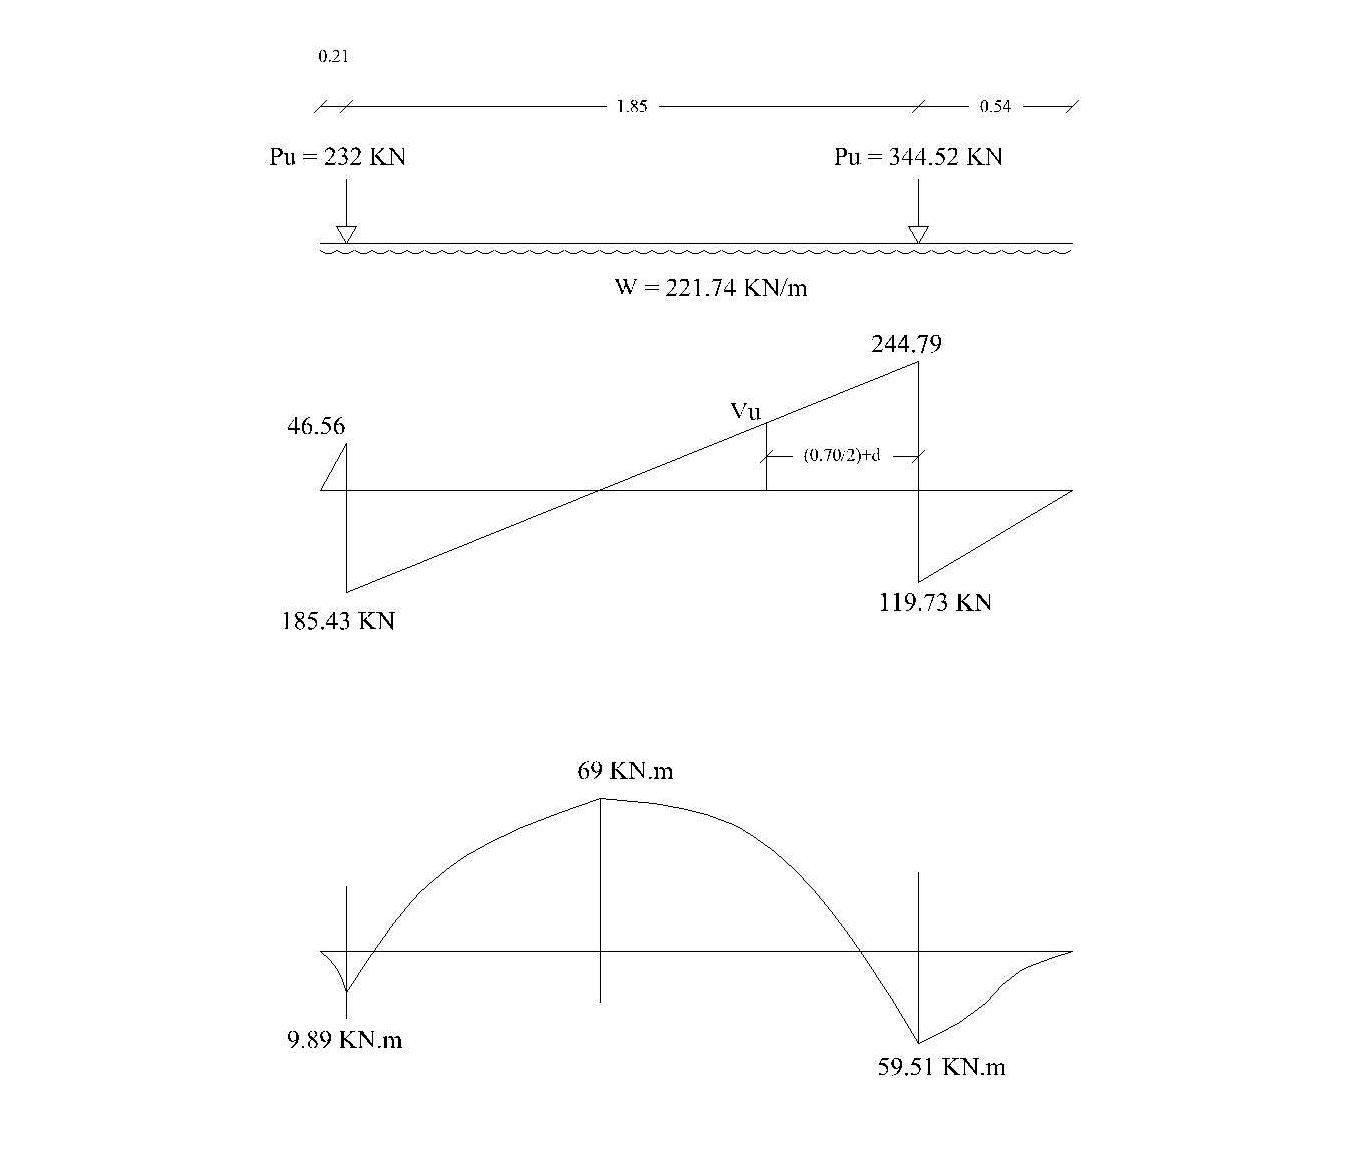 0.21
1.85
0.54
Pu = 232 KN
Pu = 344.52 KN
W = 221.74 KN/m
244.79
Vu
46.56
(0.70/2)+d
119.73 KN
185.43 KN
69 KN.m
9.89 KN.m
59.51 KN.m